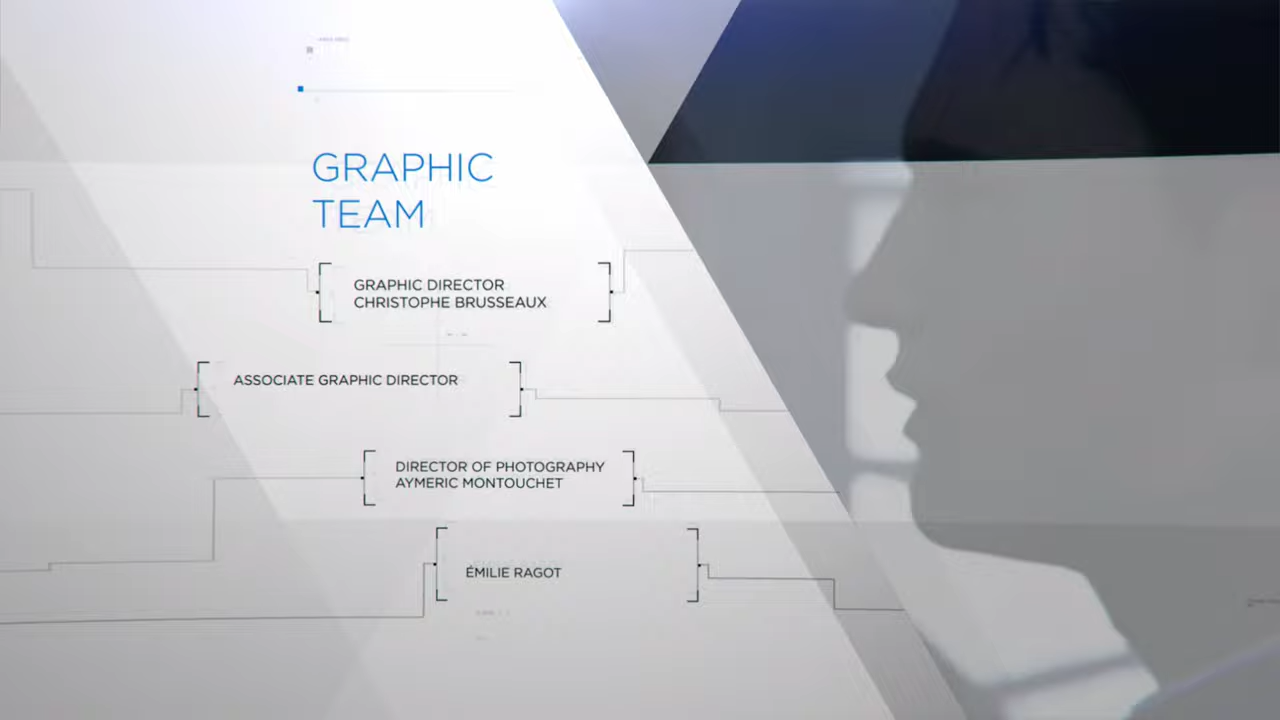 GRAPHIC
TEAM
GRAPHIC DIRECTOR
CHRISTOPHE BRUSSEAUX
ASSOCIATE GRAPHIC DIRECTOR
DIRECTOR OF PHOTOGRAPHY
AYMERIC MONTOUCHET
ÉMILIE RAGOT